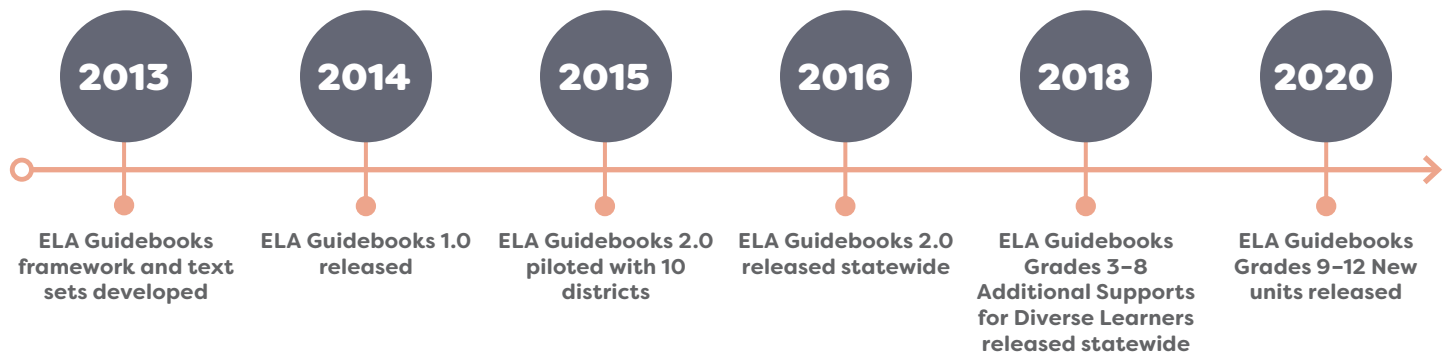 2013
2014
2015
2016
2018
2020
ELA Guidebooks
framework and text
sets developed
ELA Guidebooks 1.0
released
ELA Guidebooks 2.0
piloted with 10
districts
ELA Guidebooks 2.0
released statewide
ELA Guidebooks
Grades 3–8
Additional Supports
for Diverse Learners
released statewide
ELA Guidebooks
Grades 9–12 New
units released